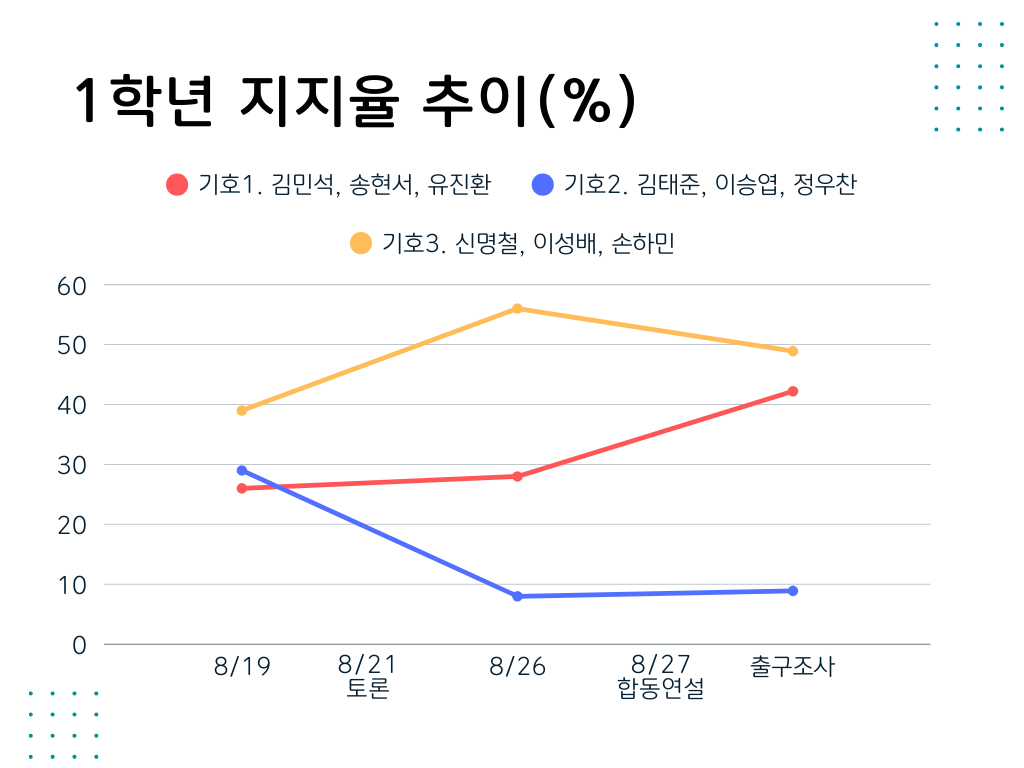 1학년 지지율 추이(%)
기호1. 김민석, 송현서, 유진환
기호2. 김태준, 이승엽, 정우찬
기호3. 신명철, 이성배, 손하민
60
50
40
30
20
10
0
8/19
8/21
토론
8/26
8/27
합동연설
출구조사